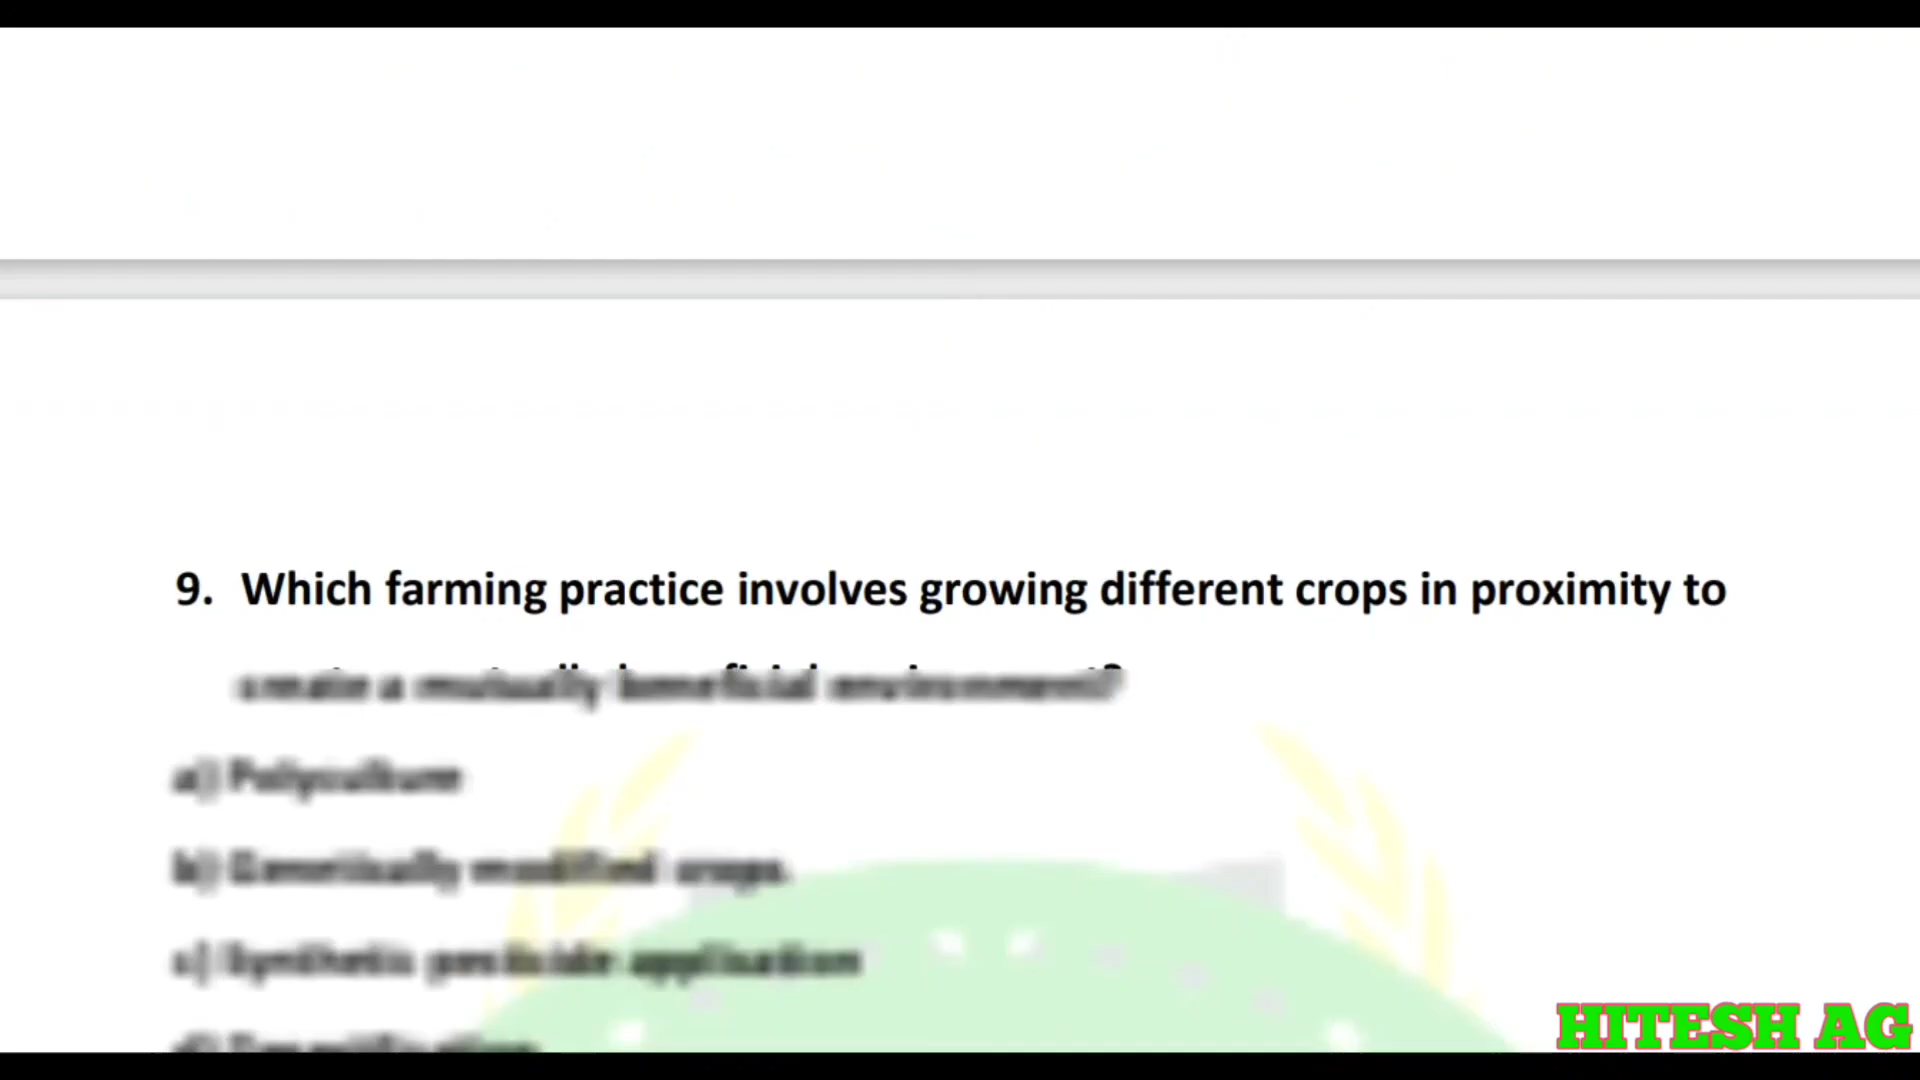 9. Which farming practice involves growing different crops in proximity to
create a mutually beneficial environment?
a) Polyculture
b) Genetically modified crops
c) Synthetic pesticide application
HITESH AG